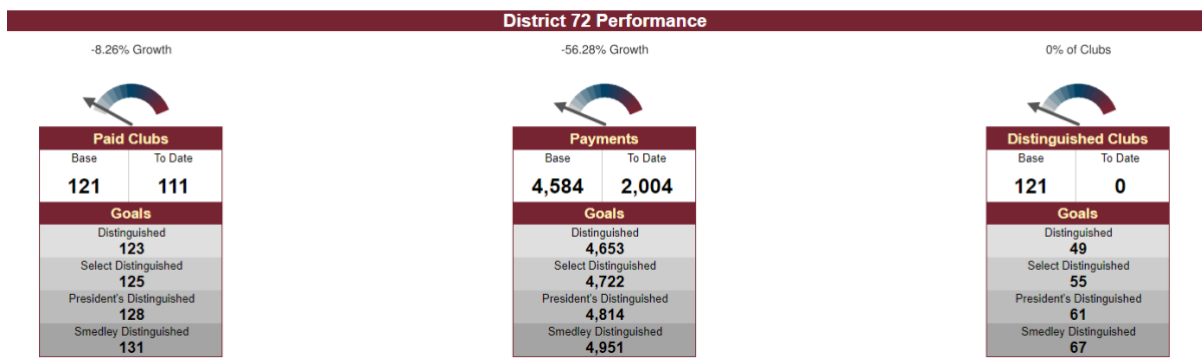 District 72 Performance
-8.26% Growth
-56.28% Growth
0% of Clubs
Paid Clubs
Base To Date
121 111
Goals
Distinguished
123
Select Distinguished
125
President's Distinguished
128
Smedley Distinguished
131
Payments
Base To Date
4,584 2,004
Goals
Distinguished
4,653
Select Distinguished
4,722
President's Distinguished
4,814
Smedley Distinguished
4,951
Distinguished Clubs
Base To Date
121 0
Goals
Distinguished
49
Select Distinguished
55
President's Distinguished
61
Smedley Distinguished
67